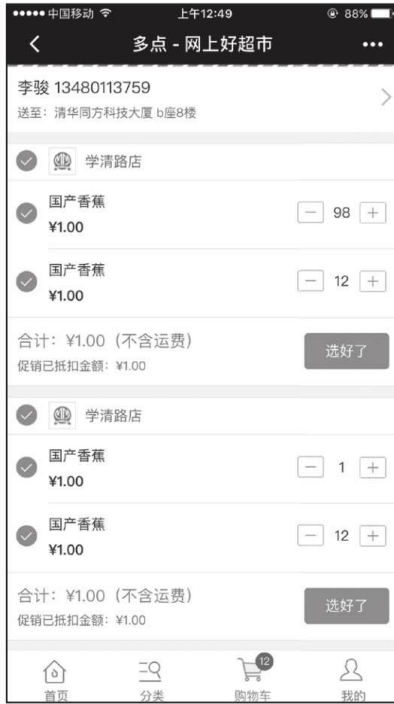 中国移动 上午12:49 88%
多点 - 网上好超市
李骏 13480113759
送至：清华同方科技大厦 b座8楼
学清路店
国产香蕉
¥1.00
98
国产香蕉
¥1.00
12
合计：¥1.00（不含运费）
促销已抵扣金额：¥1.00
选好了
学清路店
国产香蕉
¥1.00
1
国产香蕉
¥1.00
12
合计：¥1.00（不含运费）
促销已抵扣金额：¥1.00
选好了
12
首页 分类 购物车 我的